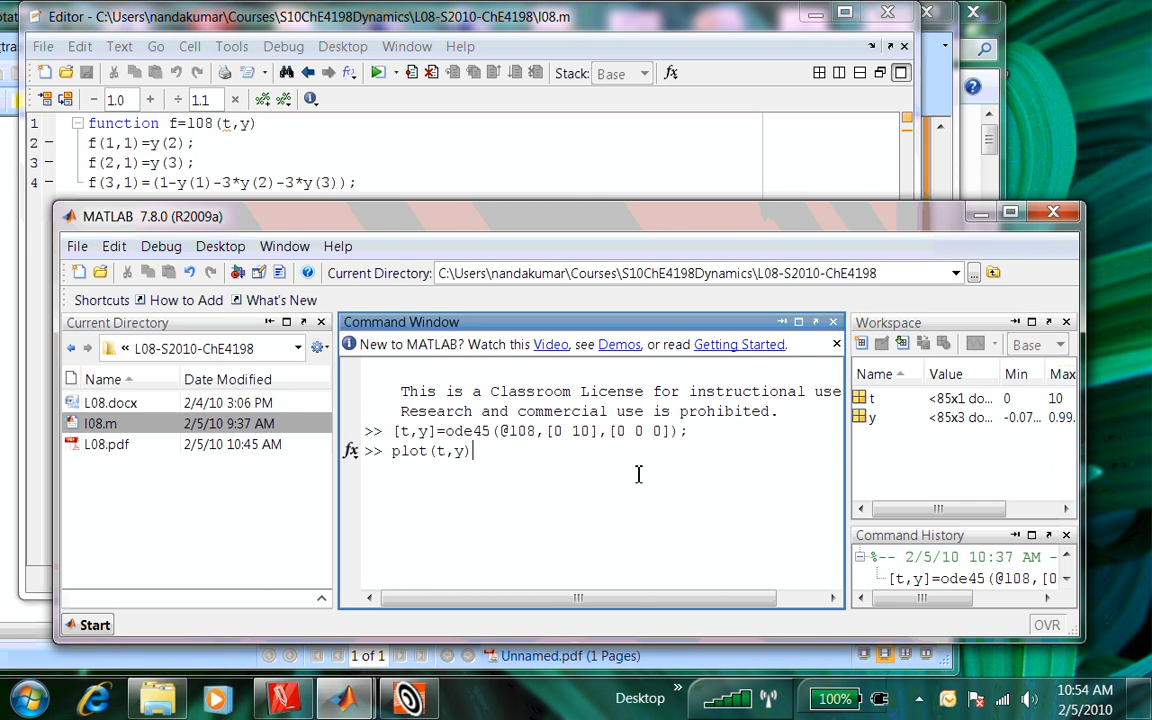 Editor - C:\Users\nandakumar\Courses\S10ChE4198Dynamics\L08-S2010-ChE4198\l08.m
File Edit Text Go Cell Tools Debug Desktop Window Help
Stack: Base fx
− 1.0 + ÷ 1.1 ×
1 function f=l08(t,y)
2 − f(1,1)=y(2);
3 − f(2,1)=y(3);
4 − f(3,1)=(1-y(1)-3*y(2)-3*y(3));
MATLAB 7.8.0 (R2009a)
File Edit Debug Desktop Window Help
Current Directory: C:\Users\nandakumar\Courses\S10ChE4198Dynamics\L08-S2010-ChE4198
Shortcuts How to Add What's New
Current Directory
« L08-S2010-ChE4198
Name Date Modified
L08.docx 2/4/10 3:06 PM
l08.m 2/5/10 9:37 AM
L08.pdf 2/5/10 10:45 AM
Command Window
New to MATLAB? Watch this Video, see Demos, or read Getting Started.
This is a Classroom License for instructional use
Research and commercial use is prohibited.
>> [t,y]=ode45(@l08,[0 10],[0 0 0]);
fx >> plot(t,y)
Workspace
Base
Name Value Min Max
t <85x1 do... 0 10
y <85x3 do... -0.07... 0.99...
Command History
%-- 2/5/10 10:37 AM -
[t,y]=ode45(@l08,[0
Start
OVR
1 of 1 Unnamed.pdf (1 Pages)
Desktop » 100% 10:54 AM
2/5/2010